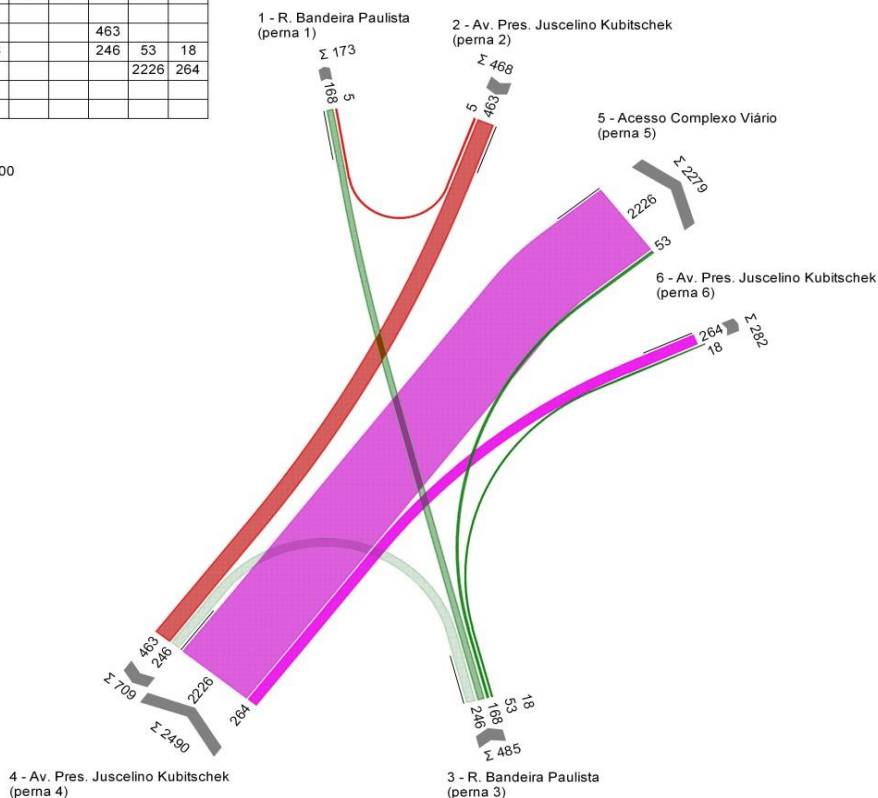 463
246 53 18
2226 264
00
1 - R. Bandeira Paulista
(perna 1)
Σ 173
168 5
2 - Av. Pres. Juscelino Kubitschek
(perna 2)
Σ 468
5 463
5 - Acesso Complexo Viário
(perna 5)
Σ 2279
2226
53
6 - Av. Pres. Juscelino Kubitschek
(perna 6)
264
18
Σ 282
463
246
Σ 709
2226
264
Σ 2490
4 - Av. Pres. Juscelino Kubitschek
(perna 4)
246 168 53 18
Σ 485
3 - R. Bandeira Paulista
(perna 3)